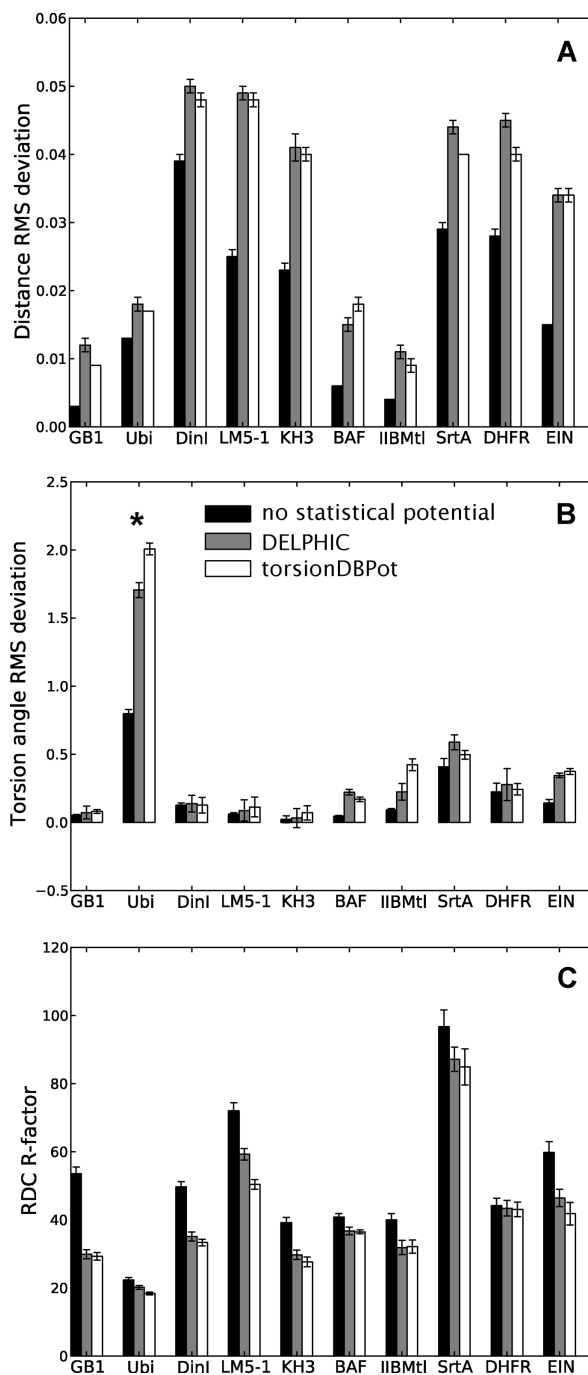 A
Distance RMS deviation
0.06
0.05
0.04
0.03
0.02
0.01
0.00
GB1 Ubi DinI LM5-1 KH3 BAF IIBMtl SrtA DHFR EIN
B
Torsion angle RMS deviation
2.5
2.0
1.5
1.0
0.5
0.0
−0.5
*
no statistical potential
DELPHIC
torsionDBPot
GB1 Ubi DinI LM5-1 KH3 BAF IIBMtl SrtA DHFR EIN
C
RDC R-factor
120
100
80
60
40
20
0
GB1 Ubi DinI LM5-1 KH3 BAF IIBMtl SrtA DHFR EIN